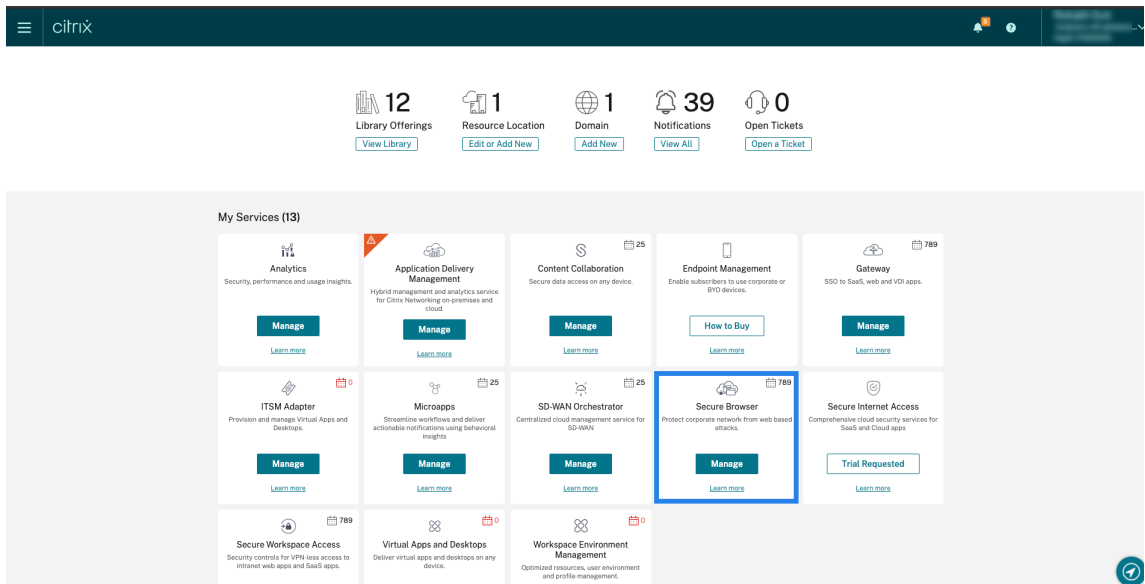 citrix
5
?
12
Library Offerings
View Library
1
Resource Location
Edit or Add New
1
Domain
Add New
39
Notifications
View All
0
Open Tickets
Open a Ticket
My Services (13)
Analytics
Security, performance and usage insights.
Manage
Learn more
Application Delivery
Management
Hybrid management and analytics service
for Citrix Networking on-premises and
cloud.
Manage
Learn more
25
Content Collaboration
Secure data access on any device.
Manage
Learn more
Endpoint Management
Enable subscribers to use corporate or
BYO devices.
How to Buy
Learn more
789
Gateway
SSO to SaaS, web and VDI apps.
Manage
Learn more
0
ITSM Adapter
Provision and manage Virtual Apps and
Desktops.
Manage
Learn more
25
Microapps
Streamline workflows and deliver
actionable notifications using behavioral
insights
Manage
Learn more
25
SD-WAN Orchestrator
Centralized cloud management service for
SD-WAN
Manage
Learn more
789
Secure Browser
Protect corporate network from web based
attacks.
Manage
Learn more
Secure Internet Access
Comprehensive cloud security services for
SaaS and Cloud apps
Trial Requested
Learn more
789
Secure Workspace Access
Security controls for VPN-less access to
intranet web apps and SaaS apps.
0
Virtual Apps and Desktops
Deliver virtual apps and desktops on any
device.
0
Workspace Environment
Management
Optimized resources, user environment
and profile management.